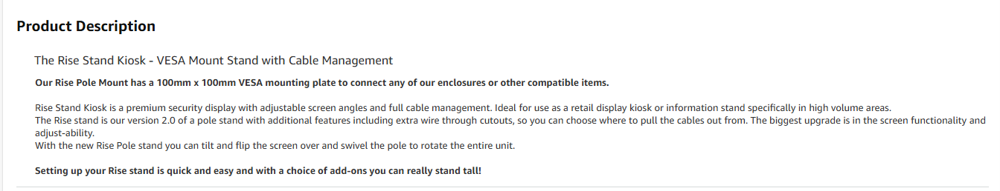 Product Description
The Rise Stand Kiosk - VESA Mount Stand with Cable Management
Our Rise Pole Mount has a 100mm x 100mm VESA mounting plate to connect any of our enclosures or other compatible items.
Rise Stand Kiosk is a premium security display with adjustable screen angles and full cable management. Ideal for use as a retail display kiosk or information stand specifically in high volume areas.
The Rise stand is our version 2.0 of a pole stand with additional features including extra wire through cutouts, so you can choose where to pull the cables out from. The biggest upgrade is in the screen functionality and
adjust-ability.
With the new Rise Pole stand you can tilt and flip the screen over and swivel the pole to rotate the entire unit.
Setting up your Rise stand is quick and easy and with a choice of add-ons you can really stand tall!